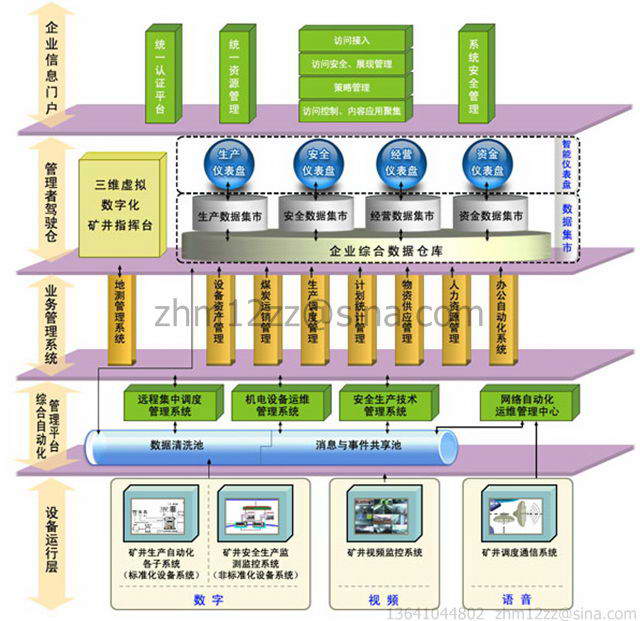 企业信息门户
统一认证平台
统一资源管理
访问接入
访问安全、展现管理
策略管理
访问控制、内容应用聚集
系统安全管理
管理者驾驶仓
三维虚拟
数字化
矿井指挥台
生产
仪表盘
安全
仪表盘
经营
仪表盘
资金
仪表盘
智能仪表盘
生产数据集市
安全数据集市
经营数据集市
资金数据集市
数据集市
企业综合数据仓库
业务管理系统
地测管理系统
设备资产管理
煤炭运销管理
生产调度管理
计划统计管理
物资供应管理
人力资源管理
办公自动化系统
zhm12zz@sina.com
综合自动化
管理平台
远程集中调度
管理系统
机电设备运维
管理系统
安全生产技术
管理系统
网络自动化
运维管理中心
数据清洗池
消息与事件共享池
设备运行层
矿井生产自动化
各子系统
(标准化设备系统)
矿井安全生产监
测监控系统
(非标准化设备系统)
数字
矿井视频监控系统
视频
矿井调度通信系统
语音
13641044802 zhm12zz@sina.com